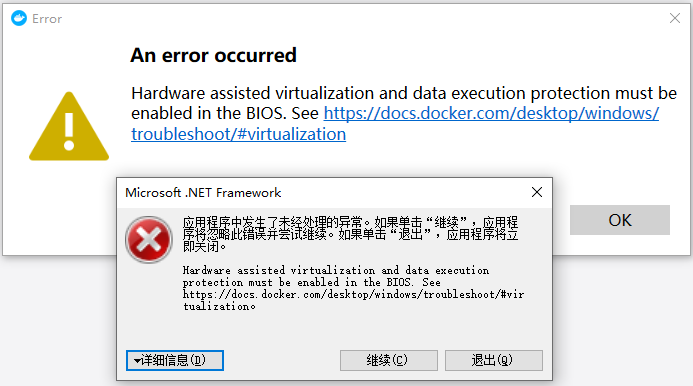 Error
An error occurred
Hardware assisted virtualization and data execution protection must be
enabled in the BIOS. See https://docs.docker.com/desktop/windows/
troubleshoot/#virtualization
OK
Microsoft .NET Framework
应用程序中发生了未经处理的异常。如果单击“继续”，应用程
序将忽略此错误并尝试继续。如果单击“退出”，应用程序将立
即关闭。
Hardware assisted virtualization and data execution
protection must be enabled in the BIOS. See
https://docs.docker.com/desktop/windows/troubleshoot/#vir
tualization。
详细信息(D)
继续(C)
退出(Q)